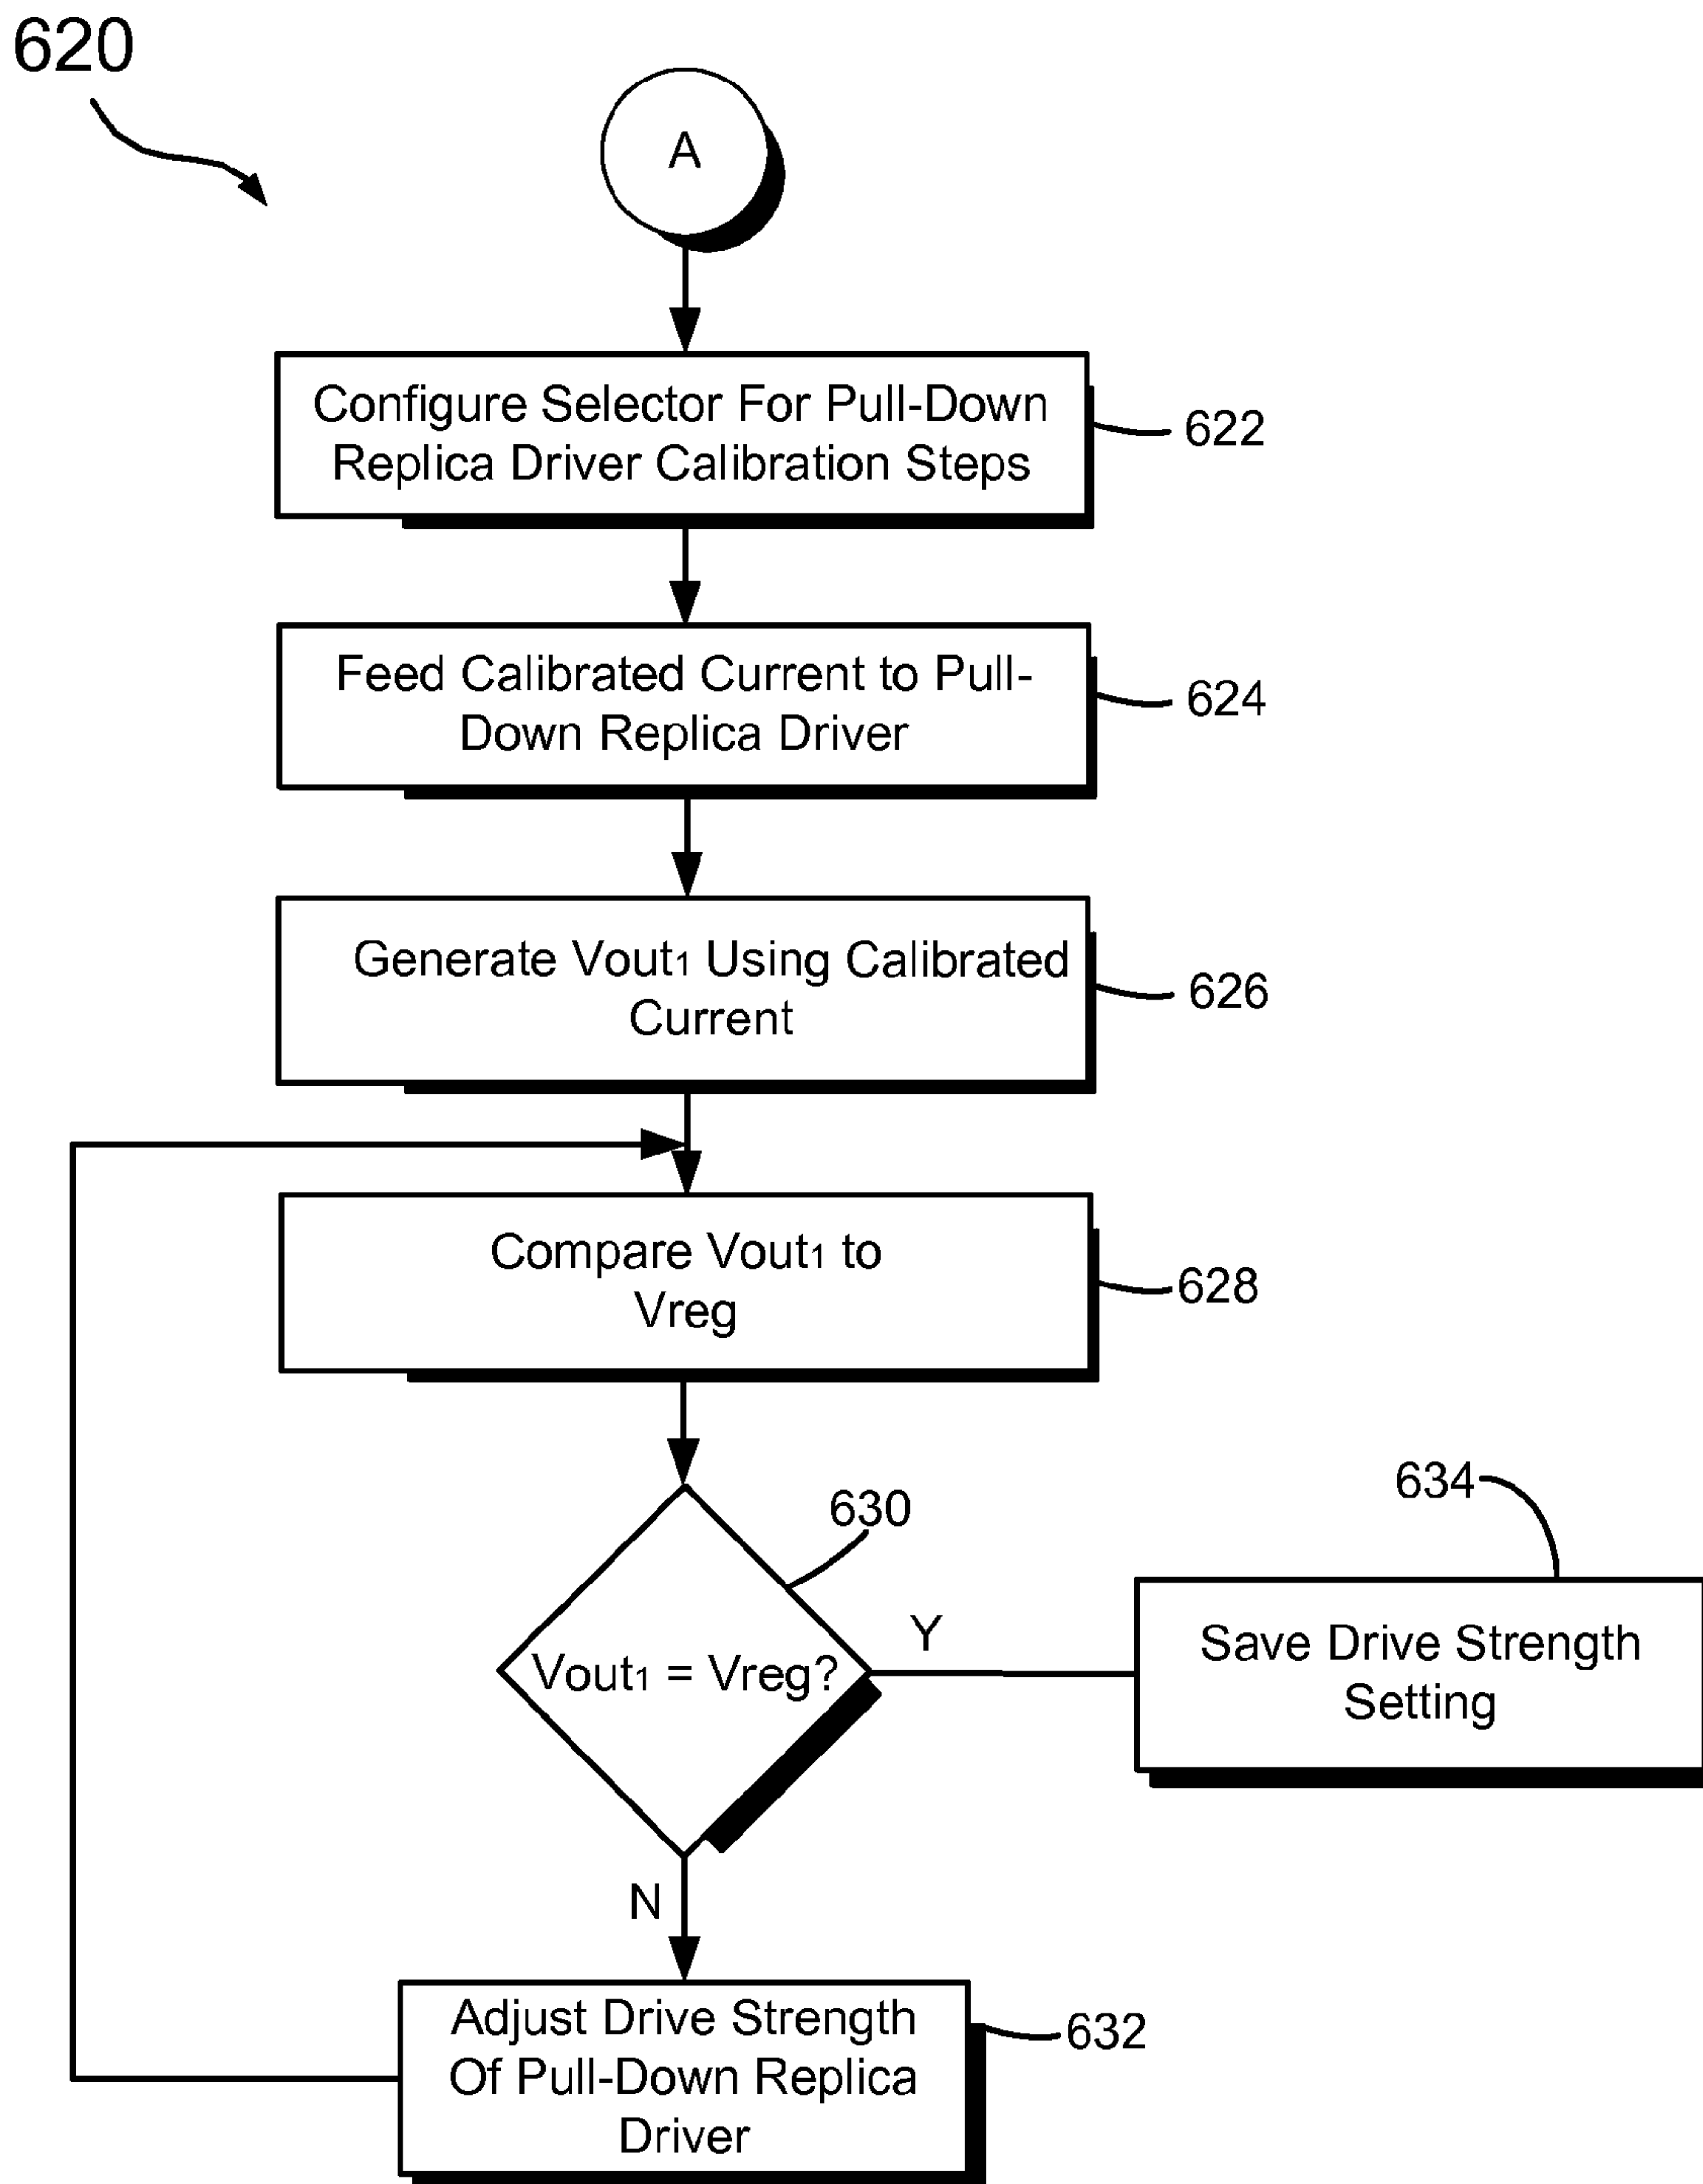 620
A
Configure Selector For Pull-Down
Replica Driver Calibration Steps
622
Feed Calibrated Current to Pull-
Down Replica Driver
624
Generate Vout₁ Using Calibrated
Current
626
Compare Vout₁ to
Vreg
628
630
Vout₁ = Vreg?
Y
634
Save Drive Strength
Setting
N
Adjust Drive Strength
Of Pull-Down Replica
Driver
632